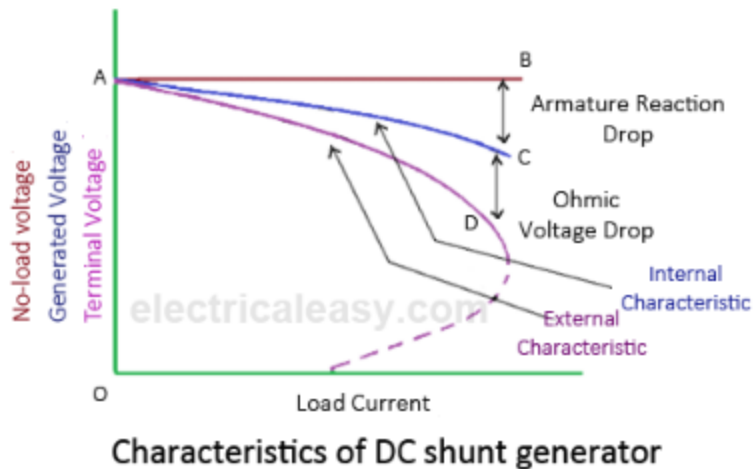 A
B
Armature Reaction
Drop
C
Ohmic
Voltage Drop
D
No-load voltage
Generated Voltage
Terminal Voltage
Internal
Characteristic
electricaleasy.com
External
Characteristic
O
Load Current
Characteristics of DC shunt generator